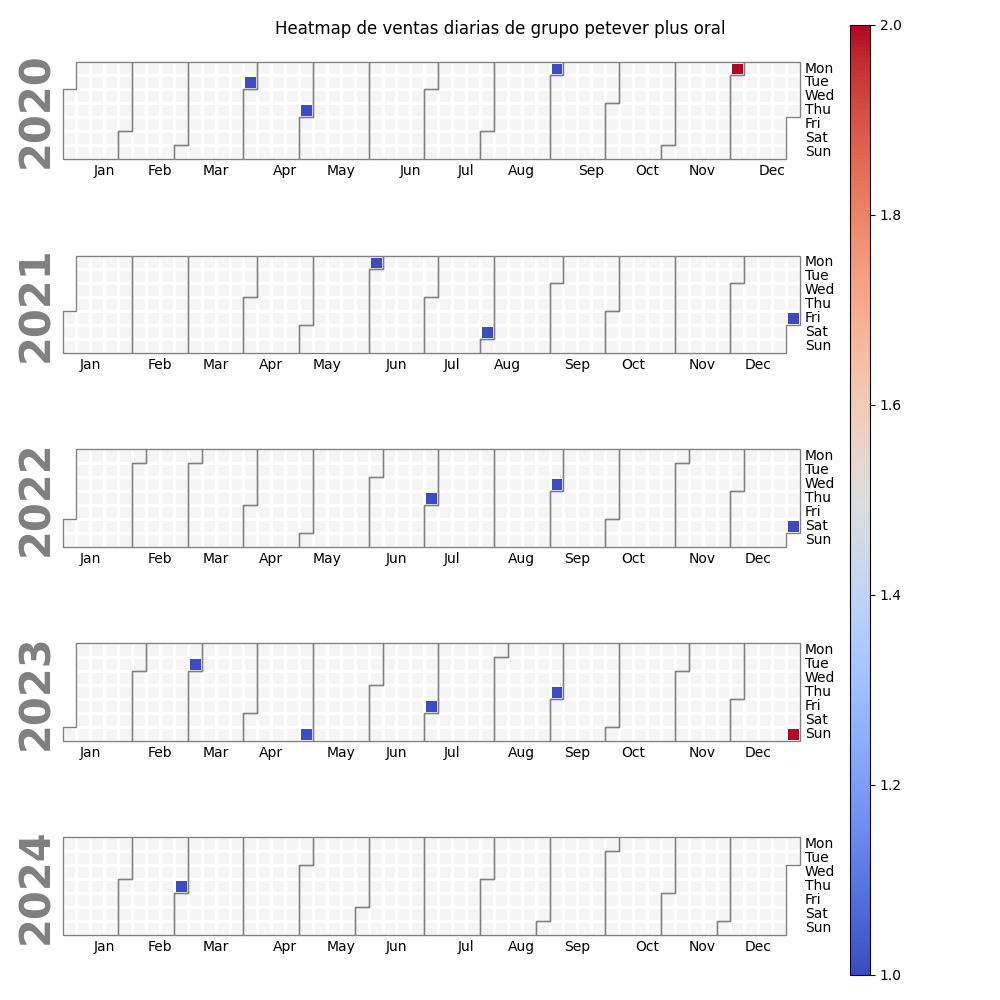 Heatmap de ventas diarias de grupo petever plus oral
2020
Mon
Tue
Wed
Thu
Fri
Sat
Sun
Jan Feb Mar Apr May Jun Jul Aug Sep Oct Nov Dec
2021
Mon
Tue
Wed
Thu
Fri
Sat
Sun
Jan Feb Mar Apr May Jun Jul Aug Sep Oct Nov Dec
2022
Mon
Tue
Wed
Thu
Fri
Sat
Sun
Jan Feb Mar Apr May Jun Jul Aug Sep Oct Nov Dec
2023
Mon
Tue
Wed
Thu
Fri
Sat
Sun
Jan Feb Mar Apr May Jun Jul Aug Sep Oct Nov Dec
2024
Mon
Tue
Wed
Thu
Fri
Sat
Sun
Jan Feb Mar Apr May Jun Jul Aug Sep Oct Nov Dec
2.0
1.8
1.6
1.4
1.2
1.0